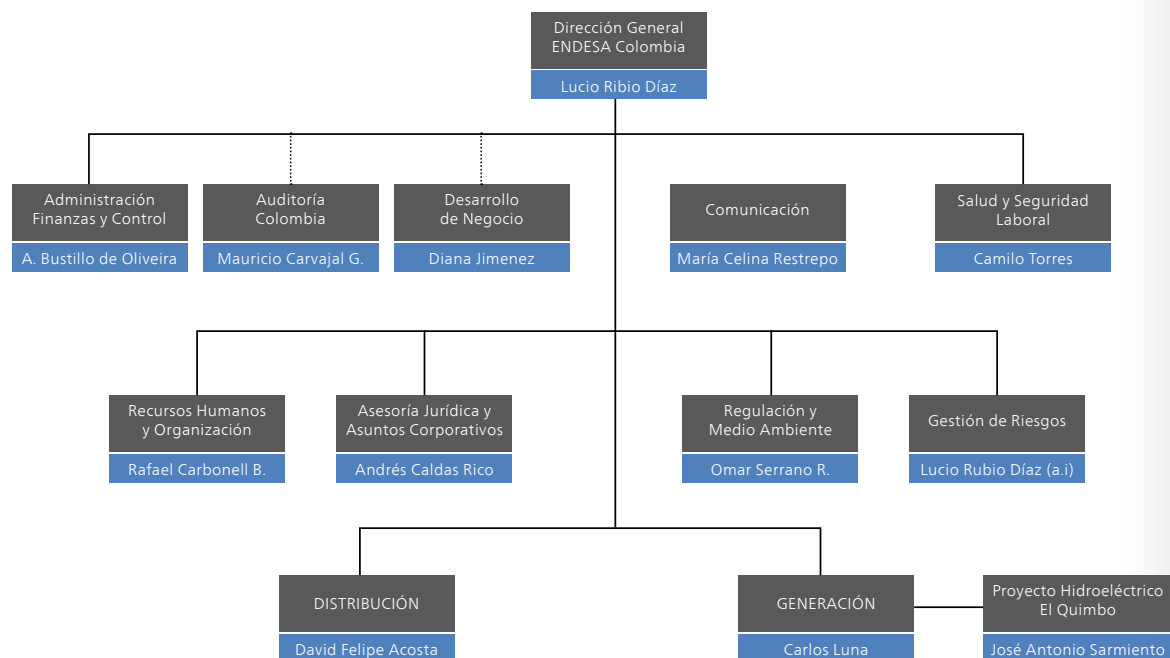 Dirección General
ENDESA Colombia
Lucio Ribio Díaz
Administración
Finanzas y Control
A. Bustillo de Oliveira
Auditoría
Colombia
Mauricio Carvajal G.
Desarrollo
de Negocio
Diana Jimenez
Comunicación
María Celina Restrepo
Salud y Seguridad
Laboral
Camilo Torres
Recursos Humanos
y Organización
Rafael Carbonell B.
Asesoría Jurídica y
Asuntos Corporativos
Andrés Caldas Rico
Regulación y
Medio Ambiente
Omar Serrano R.
Gestión de Riesgos
Lucio Rubio Díaz (a.i)
DISTRIBUCIÓN
David Felipe Acosta
GENERACIÓN
Carlos Luna
Proyecto Hidroeléctrico
El Quimbo
José Antonio Sarmiento